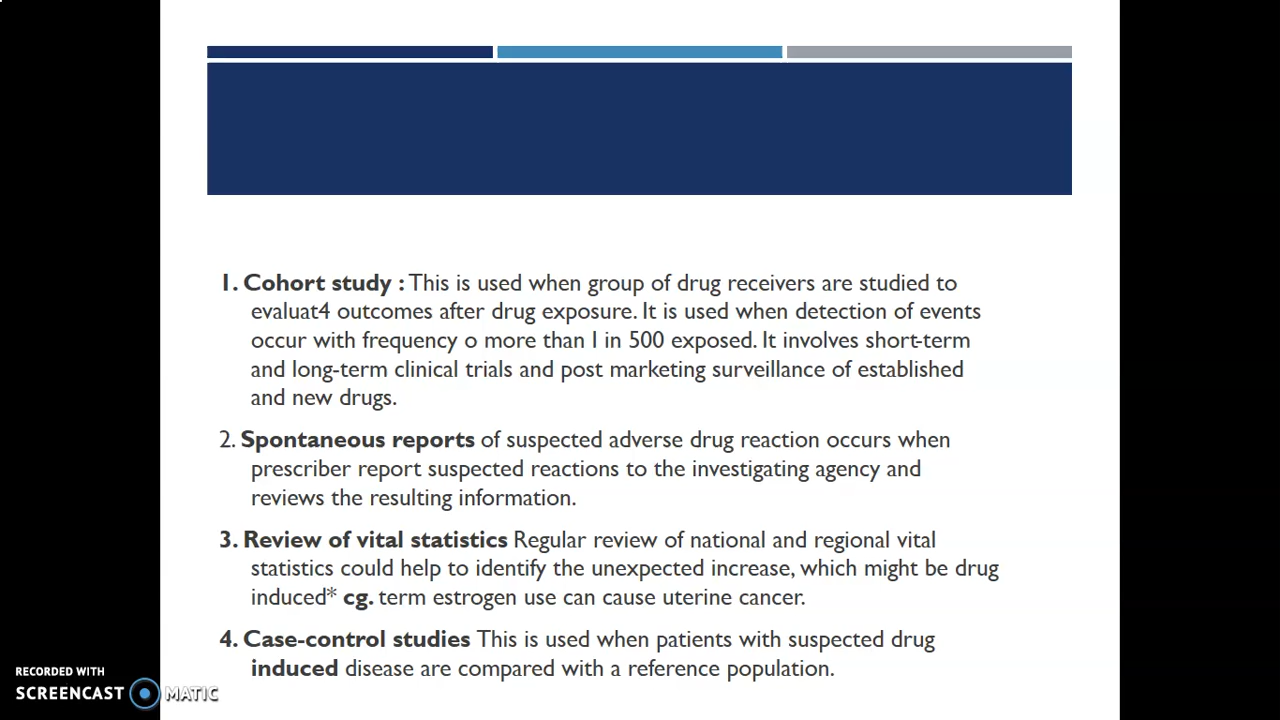 1. Cohort study : This is used when group of drug receivers are studied to
evaluat4 outcomes after drug exposure. It is used when detection of events
occur with frequency o more than I in 500 exposed. It involves short-term
and long-term clinical trials and post marketing surveillance of established
and new drugs.
2. Spontaneous reports of suspected adverse drug reaction occurs when
prescriber report suspected reactions to the investigating agency and
reviews the resulting information.
3. Review of vital statistics Regular review of national and regional vital
statistics could help to identify the unexpected increase, which might be drug
induced* cg. term estrogen use can cause uterine cancer.
4. Case-control studies This is used when patients with suspected drug
induced disease are compared with a reference population.
RECORDED WITH
SCREENCAST MATIC